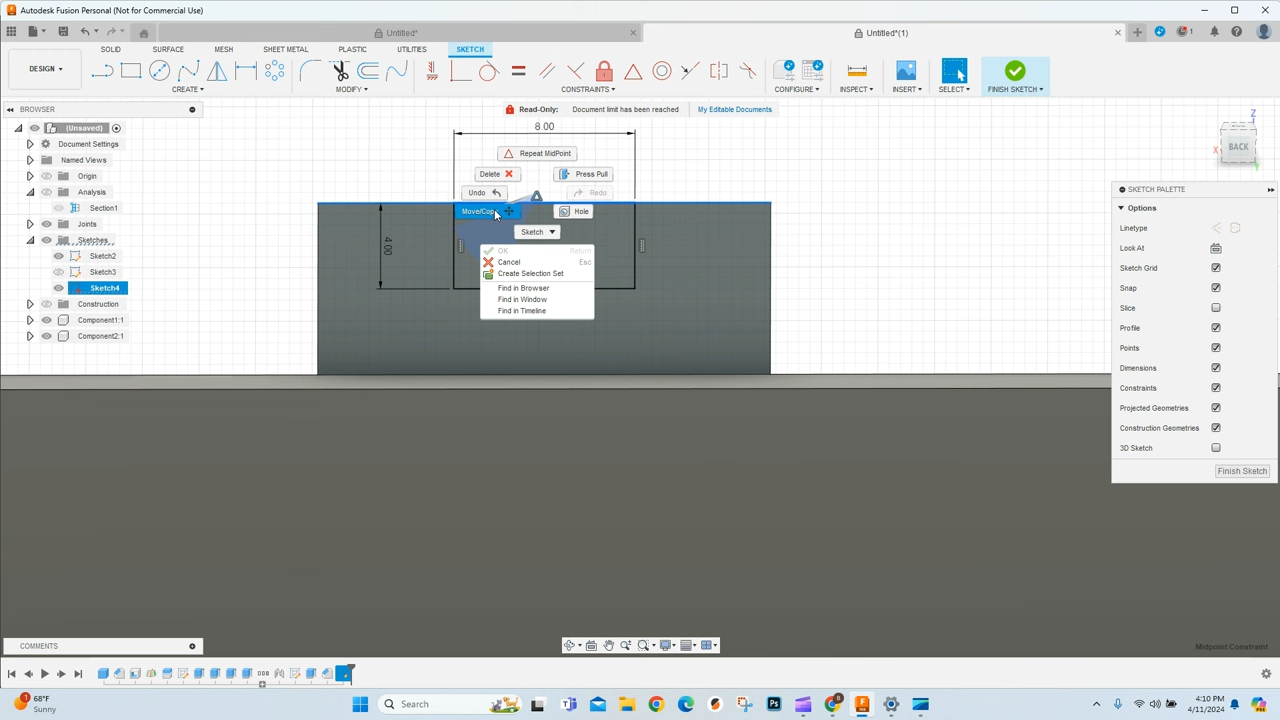 Autodesk Fusion Personal (Not for Commercial Use)
Untitled*
Untitled*(1)
SOLID
SURFACE
MESH
SHEET METAL
PLASTIC
UTILITIES
SKETCH
DESIGN
CREATE
MODIFY
CONSTRAINTS
CONFIGURE
INSPECT
INSERT
SELECT
FINISH SKETCH
BROWSER
Read-Only: Document limit has been reached My Editable Documents
(Unsaved)
Document Settings
Named Views
Origin
Analysis
Section1
Joints
Sketches
Sketch2
Sketch3
Sketch4
Construction
Component1:1
Component2:1
8.00
4.00
Repeat MidPoint
Delete
Press Pull
Undo
Redo
Move/Copy
Hole
Sketch
OK Return
Cancel Esc
Create Selection Set
Find in Browser
Find in Window
Find in Timeline
Z
X
Y
BACK
SKETCH PALETTE
Options
Linetype
Look At
Sketch Grid
Snap
Slice
Profile
Points
Dimensions
Constraints
Projected Geometries
Construction Geometries
3D Sketch
Finish Sketch
COMMENTS
Midpoint Constraint
68°F
Sunny
Search
4:10 PM
4/11/2024